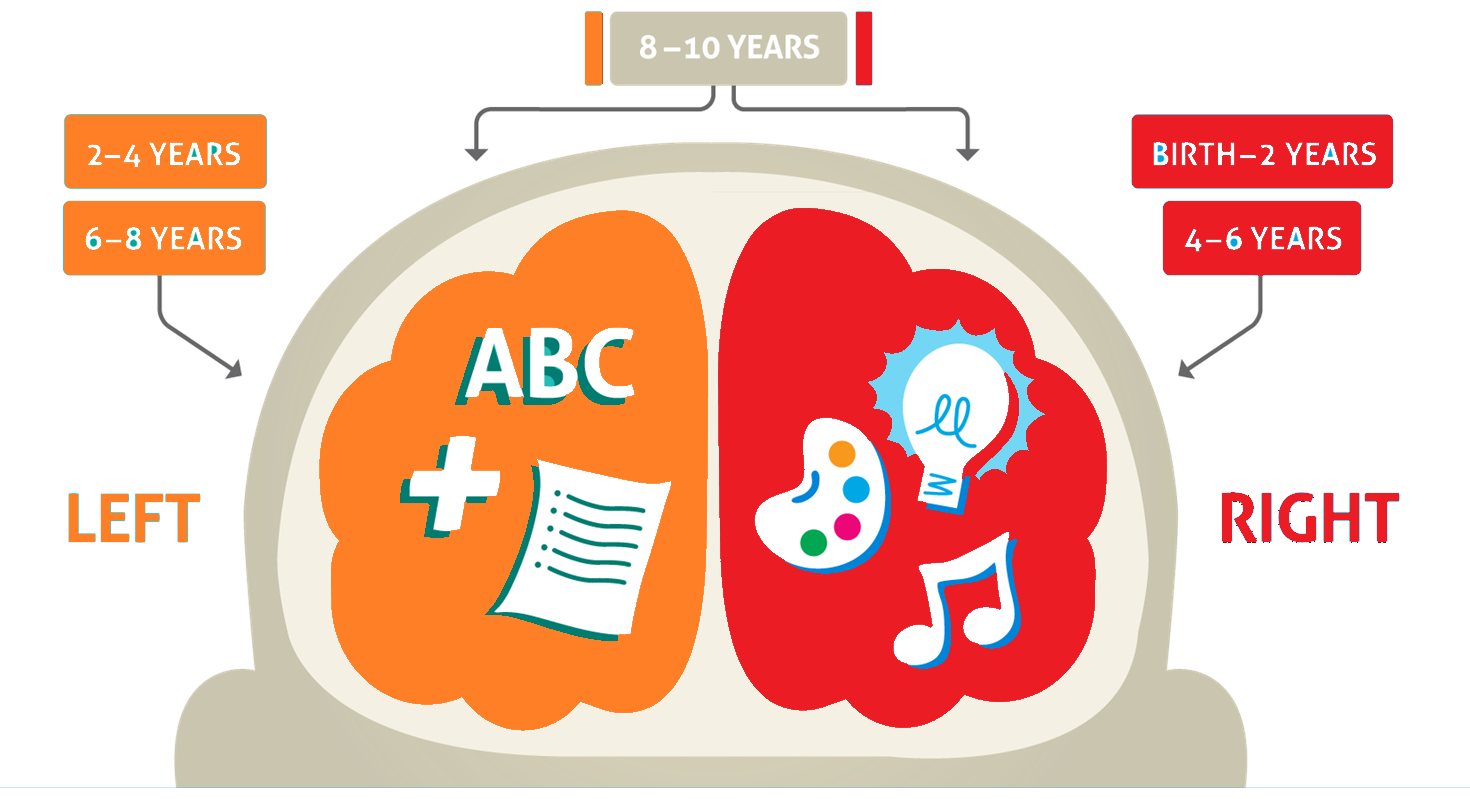 8–10 YEARS
2–4 YEARS
6–8 YEARS
BIRTH–2 YEARS
4–6 YEARS
ABC
+
LEFT
RIGHT